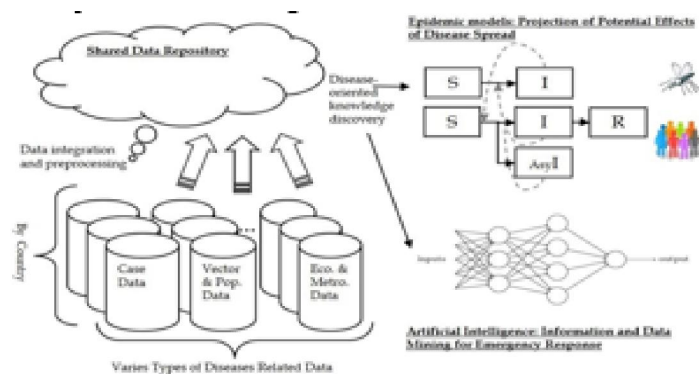 Shared Data Repository
Data integration
and preprocessing
By Country
Case
Data
Vector
& Pop.
Data
...
Eco. &
Metro.
Data
Varies Types of Diseases Related Data
Disease-
oriented
knowledge
discovery
Epidemic models: Projection of Potential Effects
of Disease Spread
S
I
S
I
R
AsyI
Inputs
output
Artificial Intelligence: Information and Data
Mining for Emergency Response